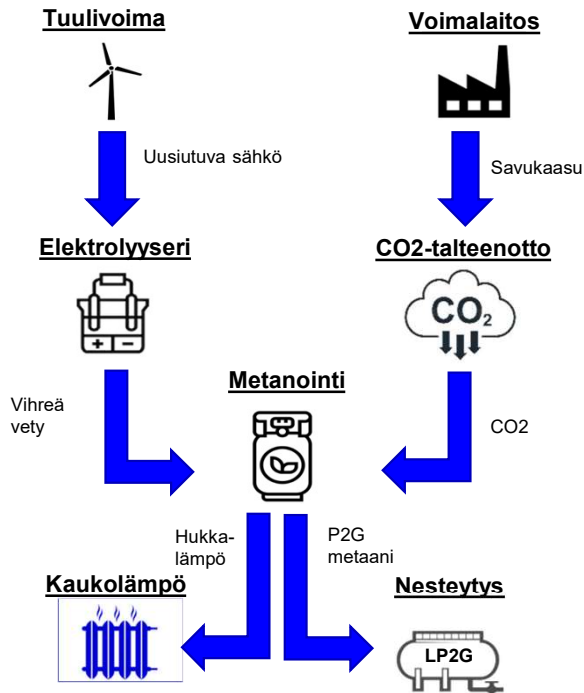 Tuulivoima
Voimalaitos
Uusiutuva sähkö
Savukaasu
Elektrolyyseri
CO2-talteenotto
CO2
+ −
Metanointi
Vihreä
vety
CO2
Hukka-
lämpö
P2G
metaani
Kaukolämpö
Nesteytys
LP2G